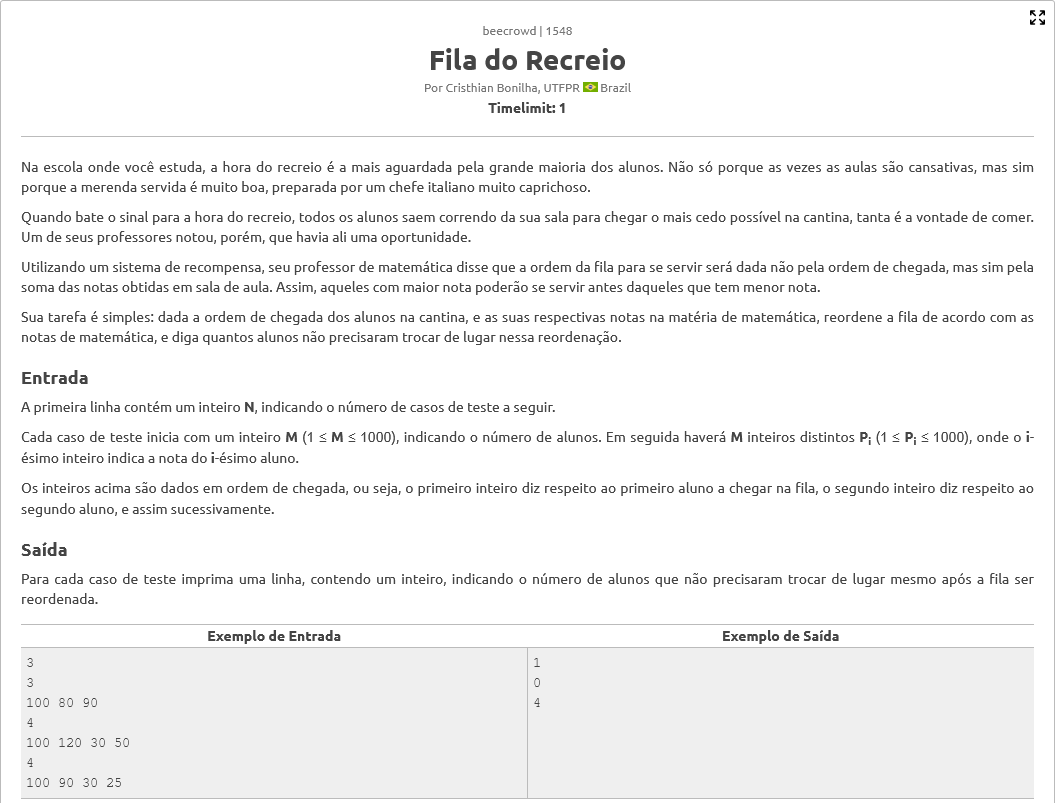 beecrowd | 1548
Fila do Recreio
Por Cristhian Bonilha, UTFPR Brazil
Timelimit: 1
Na escola onde você estuda, a hora do recreio é a mais aguardada pela grande maioria dos alunos. Não só porque as vezes as aulas são cansativas, mas sim
porque a merenda servida é muito boa, preparada por um chefe italiano muito caprichoso.
Quando bate o sinal para a hora do recreio, todos os alunos saem correndo da sua sala para chegar o mais cedo possível na cantina, tanta é a vontade de comer.
Um de seus professores notou, porém, que havia ali uma oportunidade.
Utilizando um sistema de recompensa, seu professor de matemática disse que a ordem da fila para se servir será dada não pela ordem de chegada, mas sim pela
soma das notas obtidas em sala de aula. Assim, aqueles com maior nota poderão se servir antes daqueles que tem menor nota.
Sua tarefa é simples: dada a ordem de chegada dos alunos na cantina, e as suas respectivas notas na matéria de matemática, reordene a fila de acordo com as
notas de matemática, e diga quantos alunos não precisaram trocar de lugar nessa reordenação.
Entrada
A primeira linha contém um inteiro N, indicando o número de casos de teste a seguir.
Cada caso de teste inicia com um inteiro M (1 ≤ M ≤ 1000), indicando o número de alunos. Em seguida haverá M inteiros distintos Pi (1 ≤ Pi ≤ 1000), onde o i-
ésimo inteiro indica a nota do i-ésimo aluno.
Os inteiros acima são dados em ordem de chegada, ou seja, o primeiro inteiro diz respeito ao primeiro aluno a chegar na fila, o segundo inteiro diz respeito ao
segundo aluno, e assim sucessivamente.
Saída
Para cada caso de teste imprima uma linha, contendo um inteiro, indicando o número de alunos que não precisaram trocar de lugar mesmo após a fila ser
reordenada.
Exemplo de Entrada Exemplo de Saída
3 1
3 0
100 80 90 4
4
100 120 30 50
4
100 90 30 25